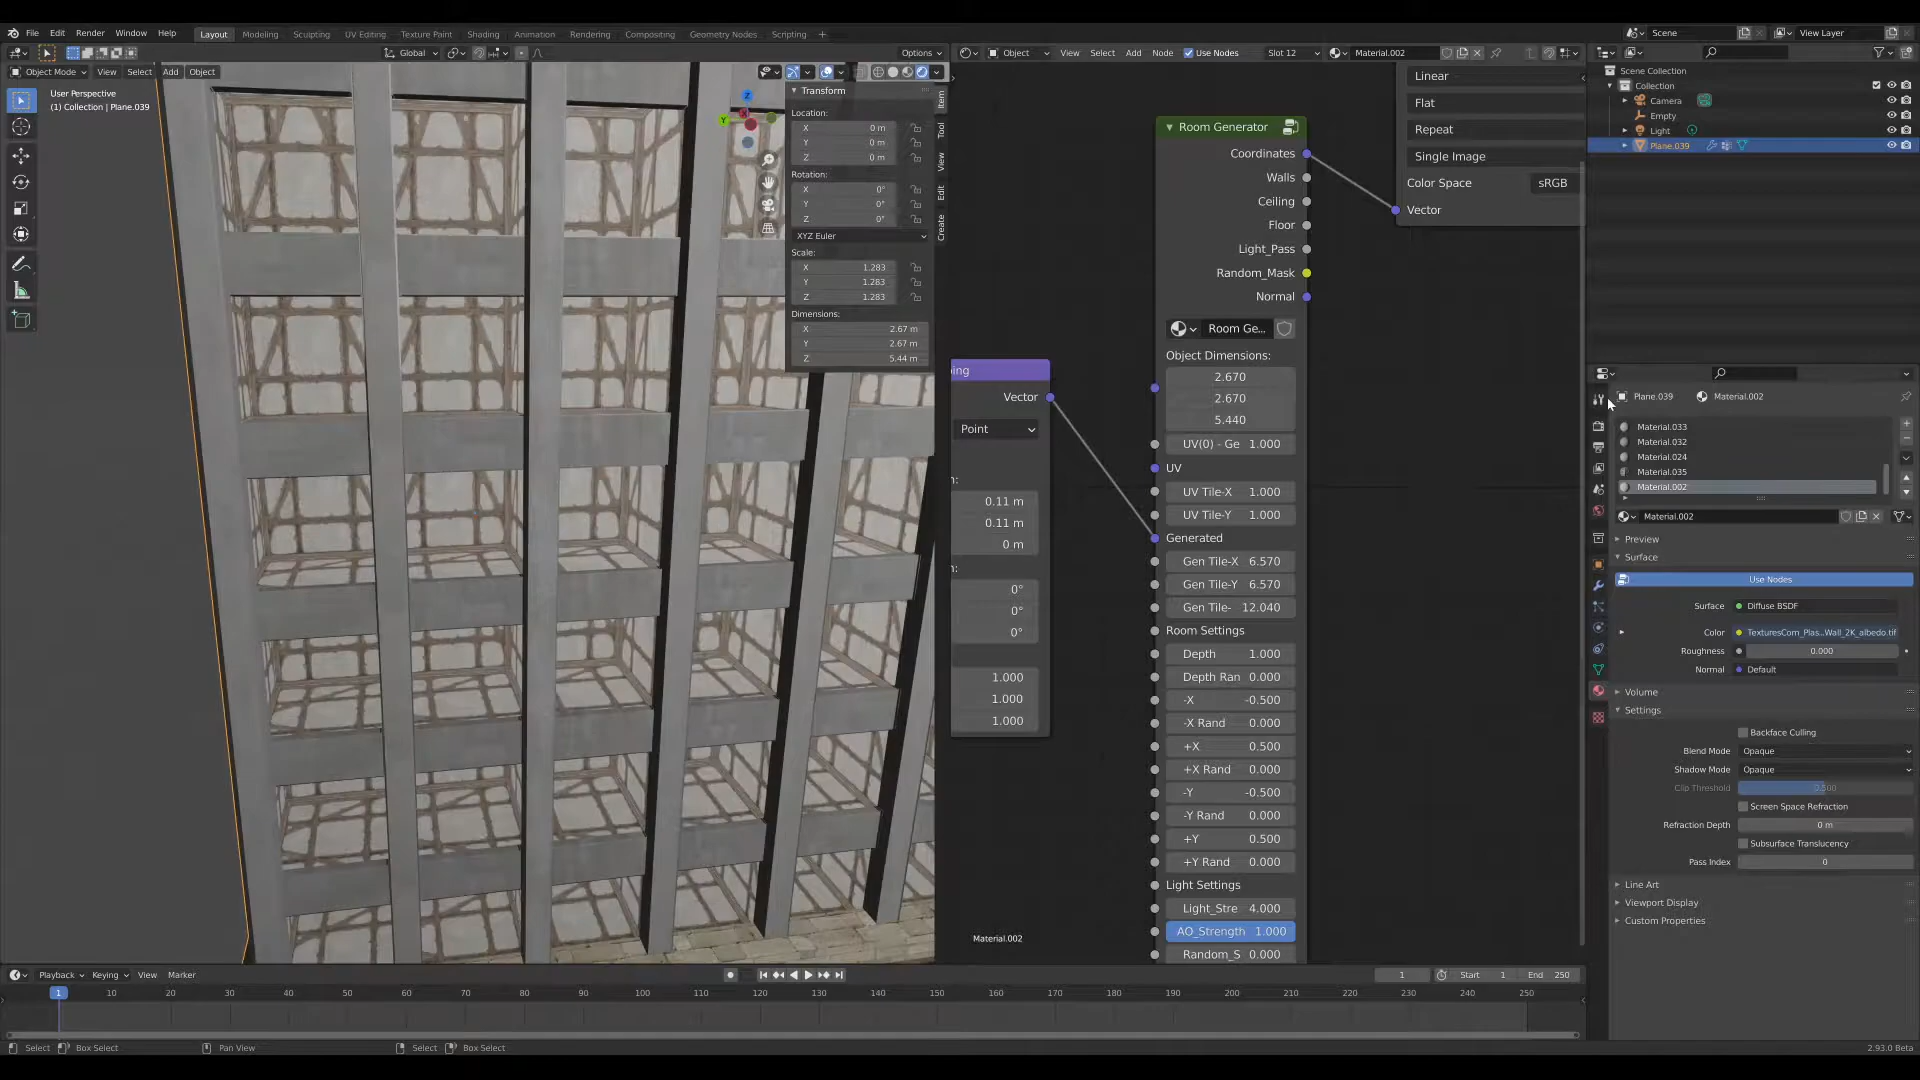 File Edit Render Window Help
Layout Modeling Sculpting UV Editing Texture Paint Shading Animation Rendering Compositing Geometry Nodes Scripting +
Scene
View Layer
Global
Options
Object View Select Add Node Use Nodes Slot 12 Material.002
Object Mode View Select Add Object
User Perspective
(1) Collection | Plane.039
Z
Y
Transform
Location:
X 0 m
Y 0 m
Z 0 m
Rotation:
X 0°
Y 0°
Z 0°
XYZ Euler
Scale:
X 1.283
Y 1.283
Z 1.283
Dimensions:
X 2.67 m
Y 2.67 m
Z 5.44 m
Item
Tool
View
Edit
Create
ing
Vector
Point
n:
0.11 m
0.11 m
0 m
n:
0°
0°
0°
1.000
1.000
1.000
Room Generator
Coordinates
Walls
Ceiling
Floor
Light_Pass
Random_Mask
Normal
Room Ge...
Object Dimensions:
2.670
2.670
5.440
UV(0) - Ge 1.000
UV
UV Tile-X 1.000
UV Tile-Y 1.000
Generated
Gen Tile-X 6.570
Gen Tile-Y 6.570
Gen Tile- 12.040
Room Settings
Depth 1.000
Depth Ran 0.000
-X -0.500
-X Rand 0.000
+X 0.500
+X Rand 0.000
-Y -0.500
-Y Rand 0.000
+Y 0.500
+Y Rand 0.000
Light Settings
Light_Stre 4.000
AO_Strength 1.000
Random_S 0.000
Material.002
Linear
Flat
Repeat
Single Image
Color Space sRGB
Vector
Scene Collection
Collection
Camera
Empty
Light
Plane.039
Plane.039 Material.002
Material.033
Material.032
Material.024
Material.035
Material.002
Material.002
Preview
Surface
Use Nodes
Surface Diffuse BSDF
Color TexturesCom_Plas...Wall_2K_albedo.tif
Roughness 0.000
Normal Default
Volume
Settings
Backface Culling
Blend Mode Opaque
Shadow Mode Opaque
Clip Threshold 0.500
Screen Space Refraction
Refraction Depth 0 m
Subsurface Translucency
Pass Index 0
Line Art
Viewport Display
Custom Properties
Playback Keying View Marker
1 Start 1 End 250
1 10 20 30 40 50 60 70 80 90 100 110 120 130 140 150 160 170 180 190 200 210 220 230 240 250
Select Box Select Pan View Select Box Select
2.93.0 Beta